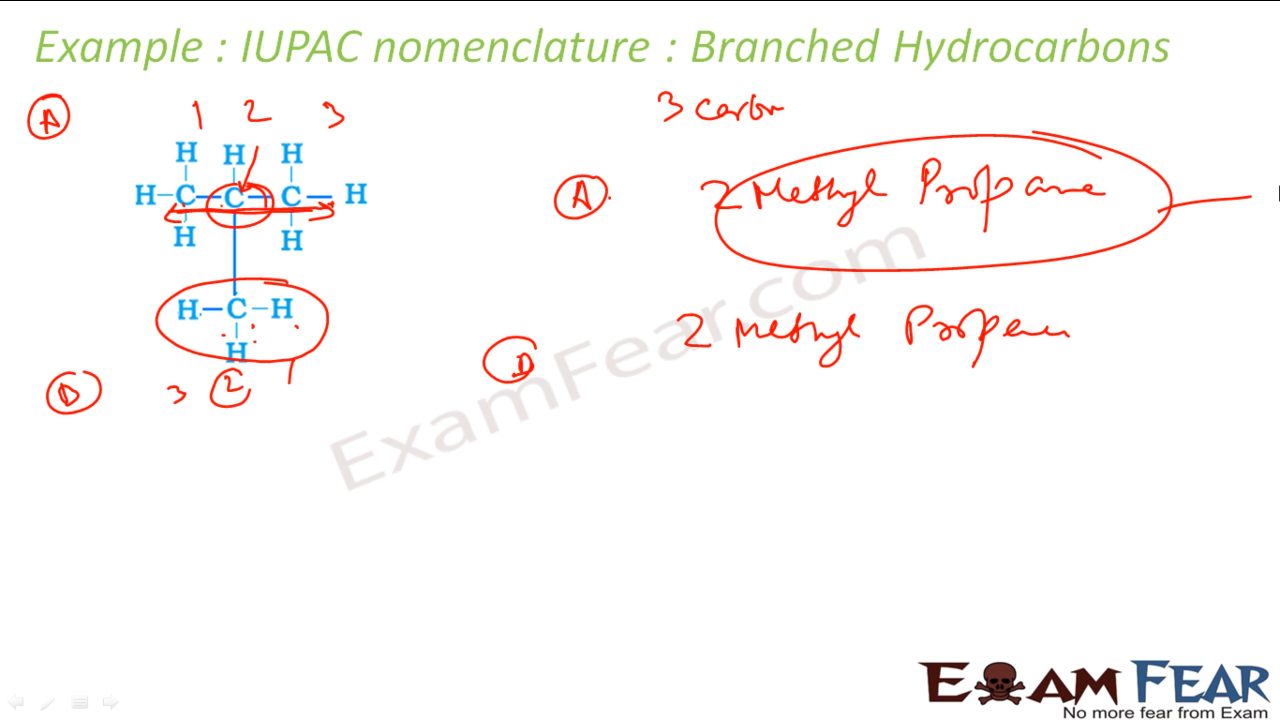 Example : IUPAC nomenclature : Branched Hydrocarbons
A 1 2 3 3 carbon
H H H
H-C-C-C-H
H H
A 2 Methyl Propane
H-C-H
H
D 2 Methyl Propane
D 3 2 1
ExamFear.com
EXAM FEAR
No more fear from Exam